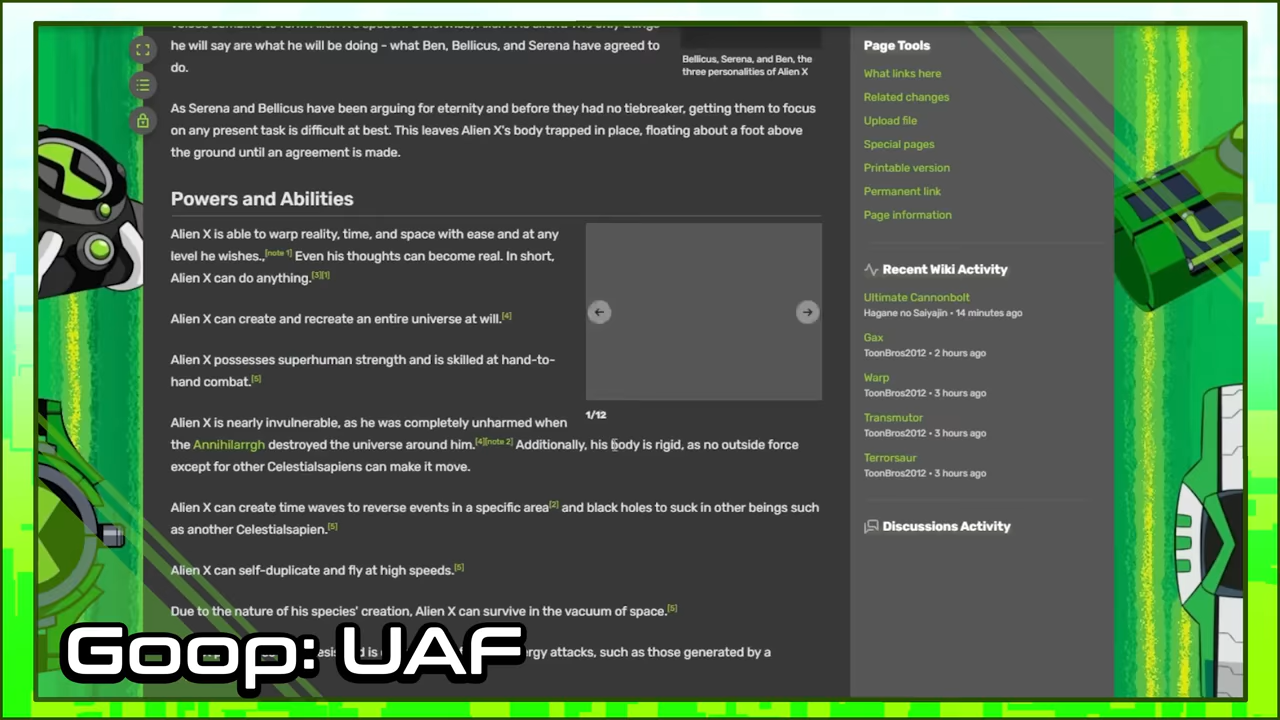 he will say are what he will be doing - what Ben, Bellicus, and Serena have agreed to
do.
Bellicus, Serena, and Ben, the
three personalities of Alien X
As Serena and Bellicus have been arguing for eternity and before they had no tiebreaker, getting them to focus
on any present task is difficult at best. This leaves Alien X's body trapped in place, floating about a foot above
the ground until an agreement is made.
Powers and Abilities
Alien X is able to warp reality, time, and space with ease and at any
level he wishes.,[note 1] Even his thoughts can become real. In short,
Alien X can do anything.[3][1]
Alien X can create and recreate an entire universe at will.[4]
Alien X possesses superhuman strength and is skilled at hand-to-
hand combat.[5]
1/12
Alien X is nearly invulnerable, as he was completely unharmed when
the Annihilarrgh destroyed the universe around him.[4][note 2] Additionally, his body is rigid, as no outside force
except for other Celestialsapiens can make it move.
Alien X can create time waves to reverse events in a specific area[2] and black holes to suck in other beings such
as another Celestialsapien.[5]
Alien X can self-duplicate and fly at high speeds.[5]
Due to the nature of his species' creation, Alien X can survive in the vacuum of space.[5]
attacks, such as those generated by a
Goop: UAF
Page Tools
What links here
Related changes
Upload file
Special pages
Printable version
Permanent link
Page information
Recent Wiki Activity
Ultimate Cannonbolt
Hagane no Saiyajin • 14 minutes ago
Gax
ToonBros2012 • 2 hours ago
Warp
ToonBros2012 • 3 hours ago
Transmutor
ToonBros2012 • 3 hours ago
Terrorsaur
ToonBros2012 • 3 hours ago
Discussions Activity